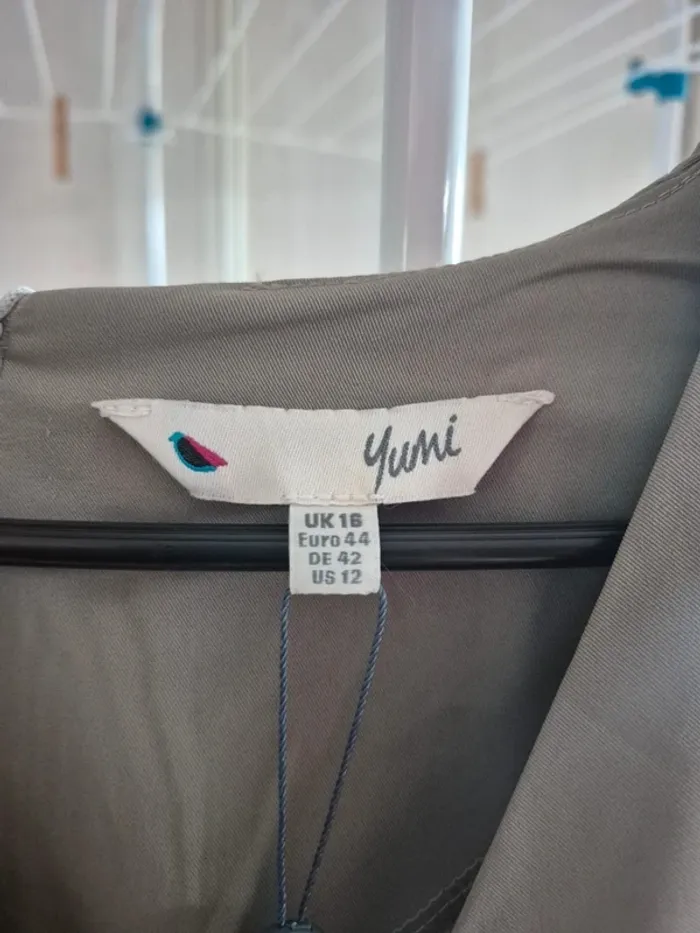 Yumi
UK 16
Euro 44
DE 42
US 12